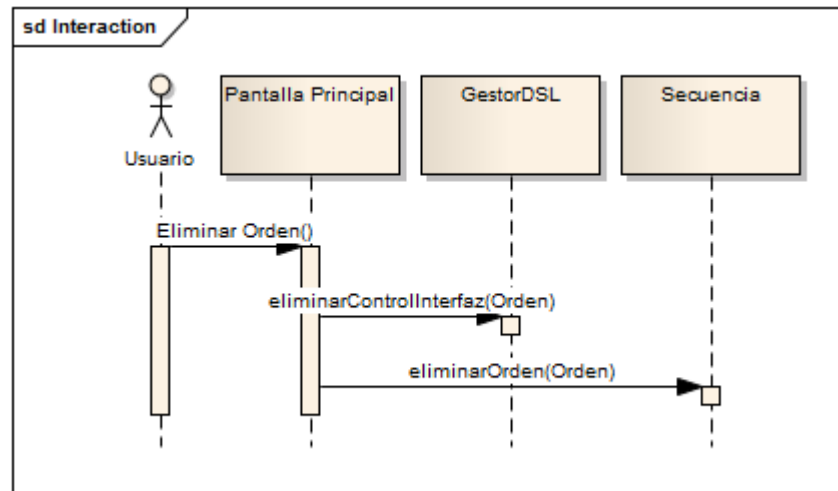 sd Interaction
Pantalla Principal
GestorDSL
Secuencia
Usuario
Eliminar Orden()
eliminarControlInterfaz(Orden)
eliminarOrden(Orden)